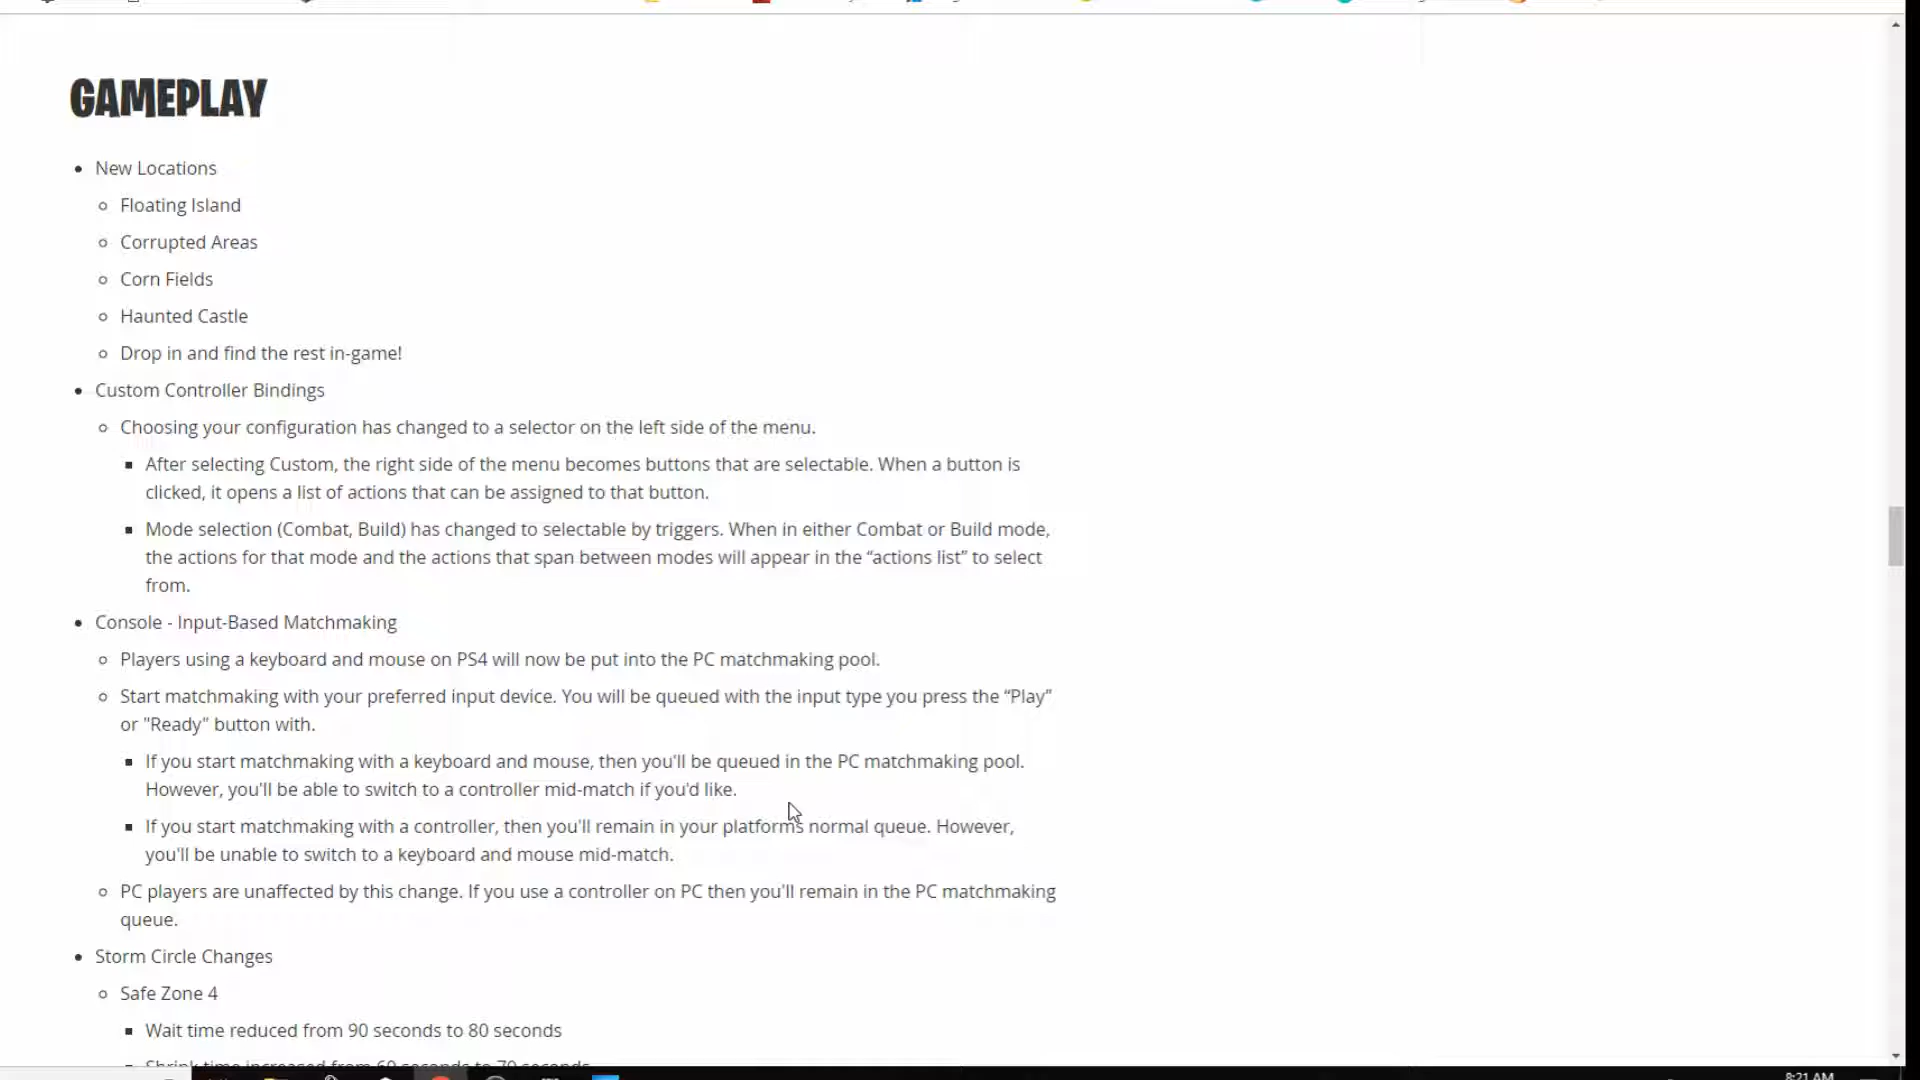 GAMEPLAY
New Locations
Floating Island
Corrupted Areas
Corn Fields
Haunted Castle
Drop in and find the rest in-game!
Custom Controller Bindings
Choosing your configuration has changed to a selector on the left side of the menu.
After selecting Custom, the right side of the menu becomes buttons that are selectable. When a button is
clicked, it opens a list of actions that can be assigned to that button.
Mode selection (Combat, Build) has changed to selectable by triggers. When in either Combat or Build mode,
the actions for that mode and the actions that span between modes will appear in the “actions list” to select
from.
Console - Input-Based Matchmaking
Players using a keyboard and mouse on PS4 will now be put into the PC matchmaking pool.
Start matchmaking with your preferred input device. You will be queued with the input type you press the “Play”
or "Ready" button with.
If you start matchmaking with a keyboard and mouse, then you'll be queued in the PC matchmaking pool.
However, you'll be able to switch to a controller mid-match if you'd like.
If you start matchmaking with a controller, then you'll remain in your platforms normal queue. However,
you'll be unable to switch to a keyboard and mouse mid-match.
PC players are unaffected by this change. If you use a controller on PC then you'll remain in the PC matchmaking
queue.
Storm Circle Changes
Safe Zone 4
Wait time reduced from 90 seconds to 80 seconds
Shrink time increased from 60 seconds to 70 seconds
8:21 AM